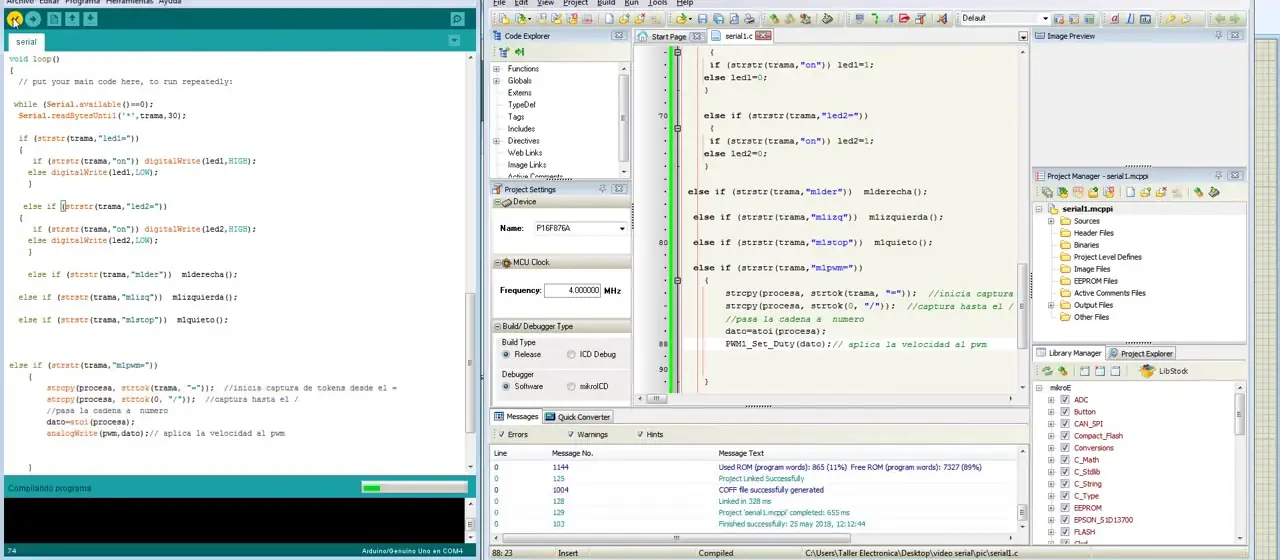 Archivo Editar Programa Herramientas Ayuda
serial
void loop()
{
// put your main code here, to run repeatedly:
while (Serial.available()==0);
Serial.readBytesUntil('*',trama,30);
if (strstr(trama,"led1="))
{
if (strstr(trama,"on")) digitalWrite(led1,HIGH);
else digitalWrite(led1,LOW);
}
else if (strstr(trama,"led2="))
{
if (strstr(trama,"on")) digitalWrite(led2,HIGH);
else digitalWrite(led2,LOW);
}
else if (strstr(trama,"m1der")) m1derecha();
else if (strstr(trama,"m1izq")) m1izquierda();
else if (strstr(trama,"m1stop")) m1quieto();
else if (strstr(trama,"m1pwm="))
{
strcpy(procesa, strtok(trama, "=")); //inicia captura de tokens desde el =
strcpy(procesa, strtok(0, "/")); //captura hasta el /
//pasa la cadena a numero
dato=atoi(procesa);
analogWrite(pwm,dato);// aplica la velocidad al pwm
}
Compilando programa
74
Arduino/Genuino Uno en COM4
File Edit View Project Build Run Tools Help
Default
Code Explorer
Functions
Globals
Externs
TypeDef
Tags
Includes
Directives
Web Links
Image Links
Active Comments
Project Settings
Device
Name: P16F876A
MCU Clock
Frequency: 4.000000 MHz
Build/ Debugger Type
Build Type
Release ICD Debug
Debugger
Software mikroICD
Start Page serial1.c
{
if (strstr(trama,"on")) led1=1;
else led1=0;
}
70 else if (strstr(trama,"led2="))
{
if (strstr(trama,"on")) led2=1;
else led2=0;
}
else if (strstr(trama,"m1der")) m1derecha();
else if (strstr(trama,"m1izq")) m1izquierda();
80 else if (strstr(trama,"m1stop")) m1quieto();
else if (strstr(trama,"m1pwm="))
{
strcpy(procesa, strtok(trama, "=")); //inicia captura
strcpy(procesa, strtok(0, "/")); //captura hasta el /
//pasa la cadena a numero
dato=atoi(procesa);
88 PWM1_Set_Duty(dato);// aplica la velocidad al pwm
90
}
Messages Quick Converter
Errors Warnings Hints
Line Message No. Message Text
0 1144 Used ROM (program words): 865 (11%) Free ROM (program words): 7327 (89%)
0 125 Project Linked Successfully
0 1004 COFF file successfully generated
0 128 Linked in 328 ms
0 129 Project 'serial1.mcppi' completed: 655 ms
0 103 Finished successfully: 25 may 2018, 12:12:44
88: 23 Insert Compiled C:\Users\Taller Electronica\Desktop\video serial\pic\serial1.c
Image Preview
Project Manager - serial1.mcppi
serial1.mcppi
Sources
Header Files
Binaries
Project Level Defines
Image Files
EEPROM Files
Active Comments Files
Output Files
Other Files
Library Manager Project Explorer
LibStock
mikroE
ADC
Button
CAN_SPI
Compact_Flash
Conversions
C_Math
C_Stdlib
C_String
C_Type
EEPROM
EPSON_S1D13700
FLASH